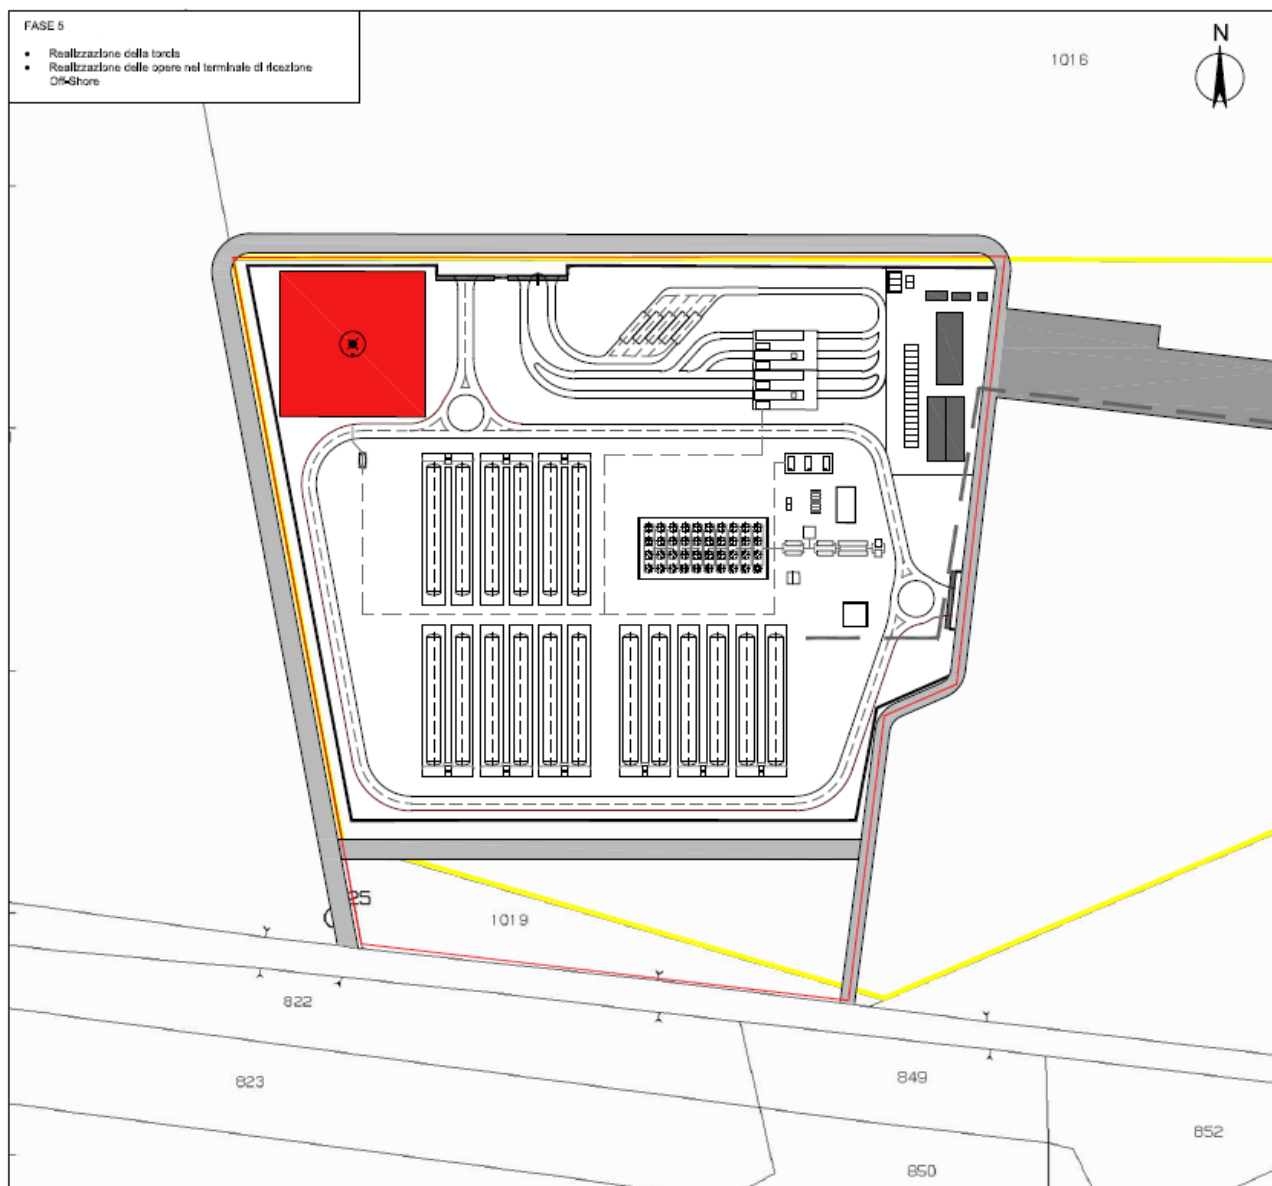 FASE 5
• Realizzazione della torcia
• Realizzazione delle opere nel terminale di ricezione
Off-Shore
N
1016
25
1019
822
823
849
852
850